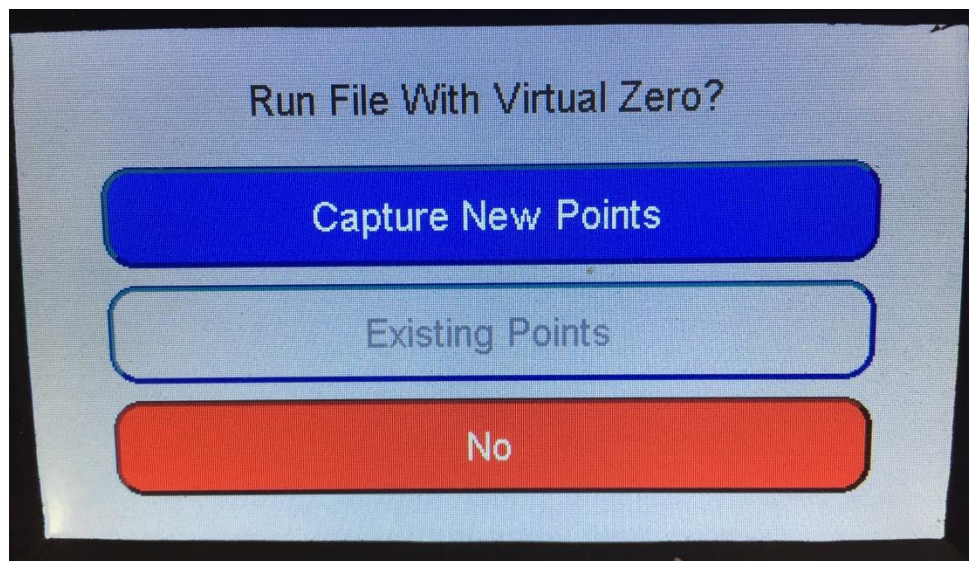 Run File With Virtual Zero?
Capture New Points
Existing Points
No